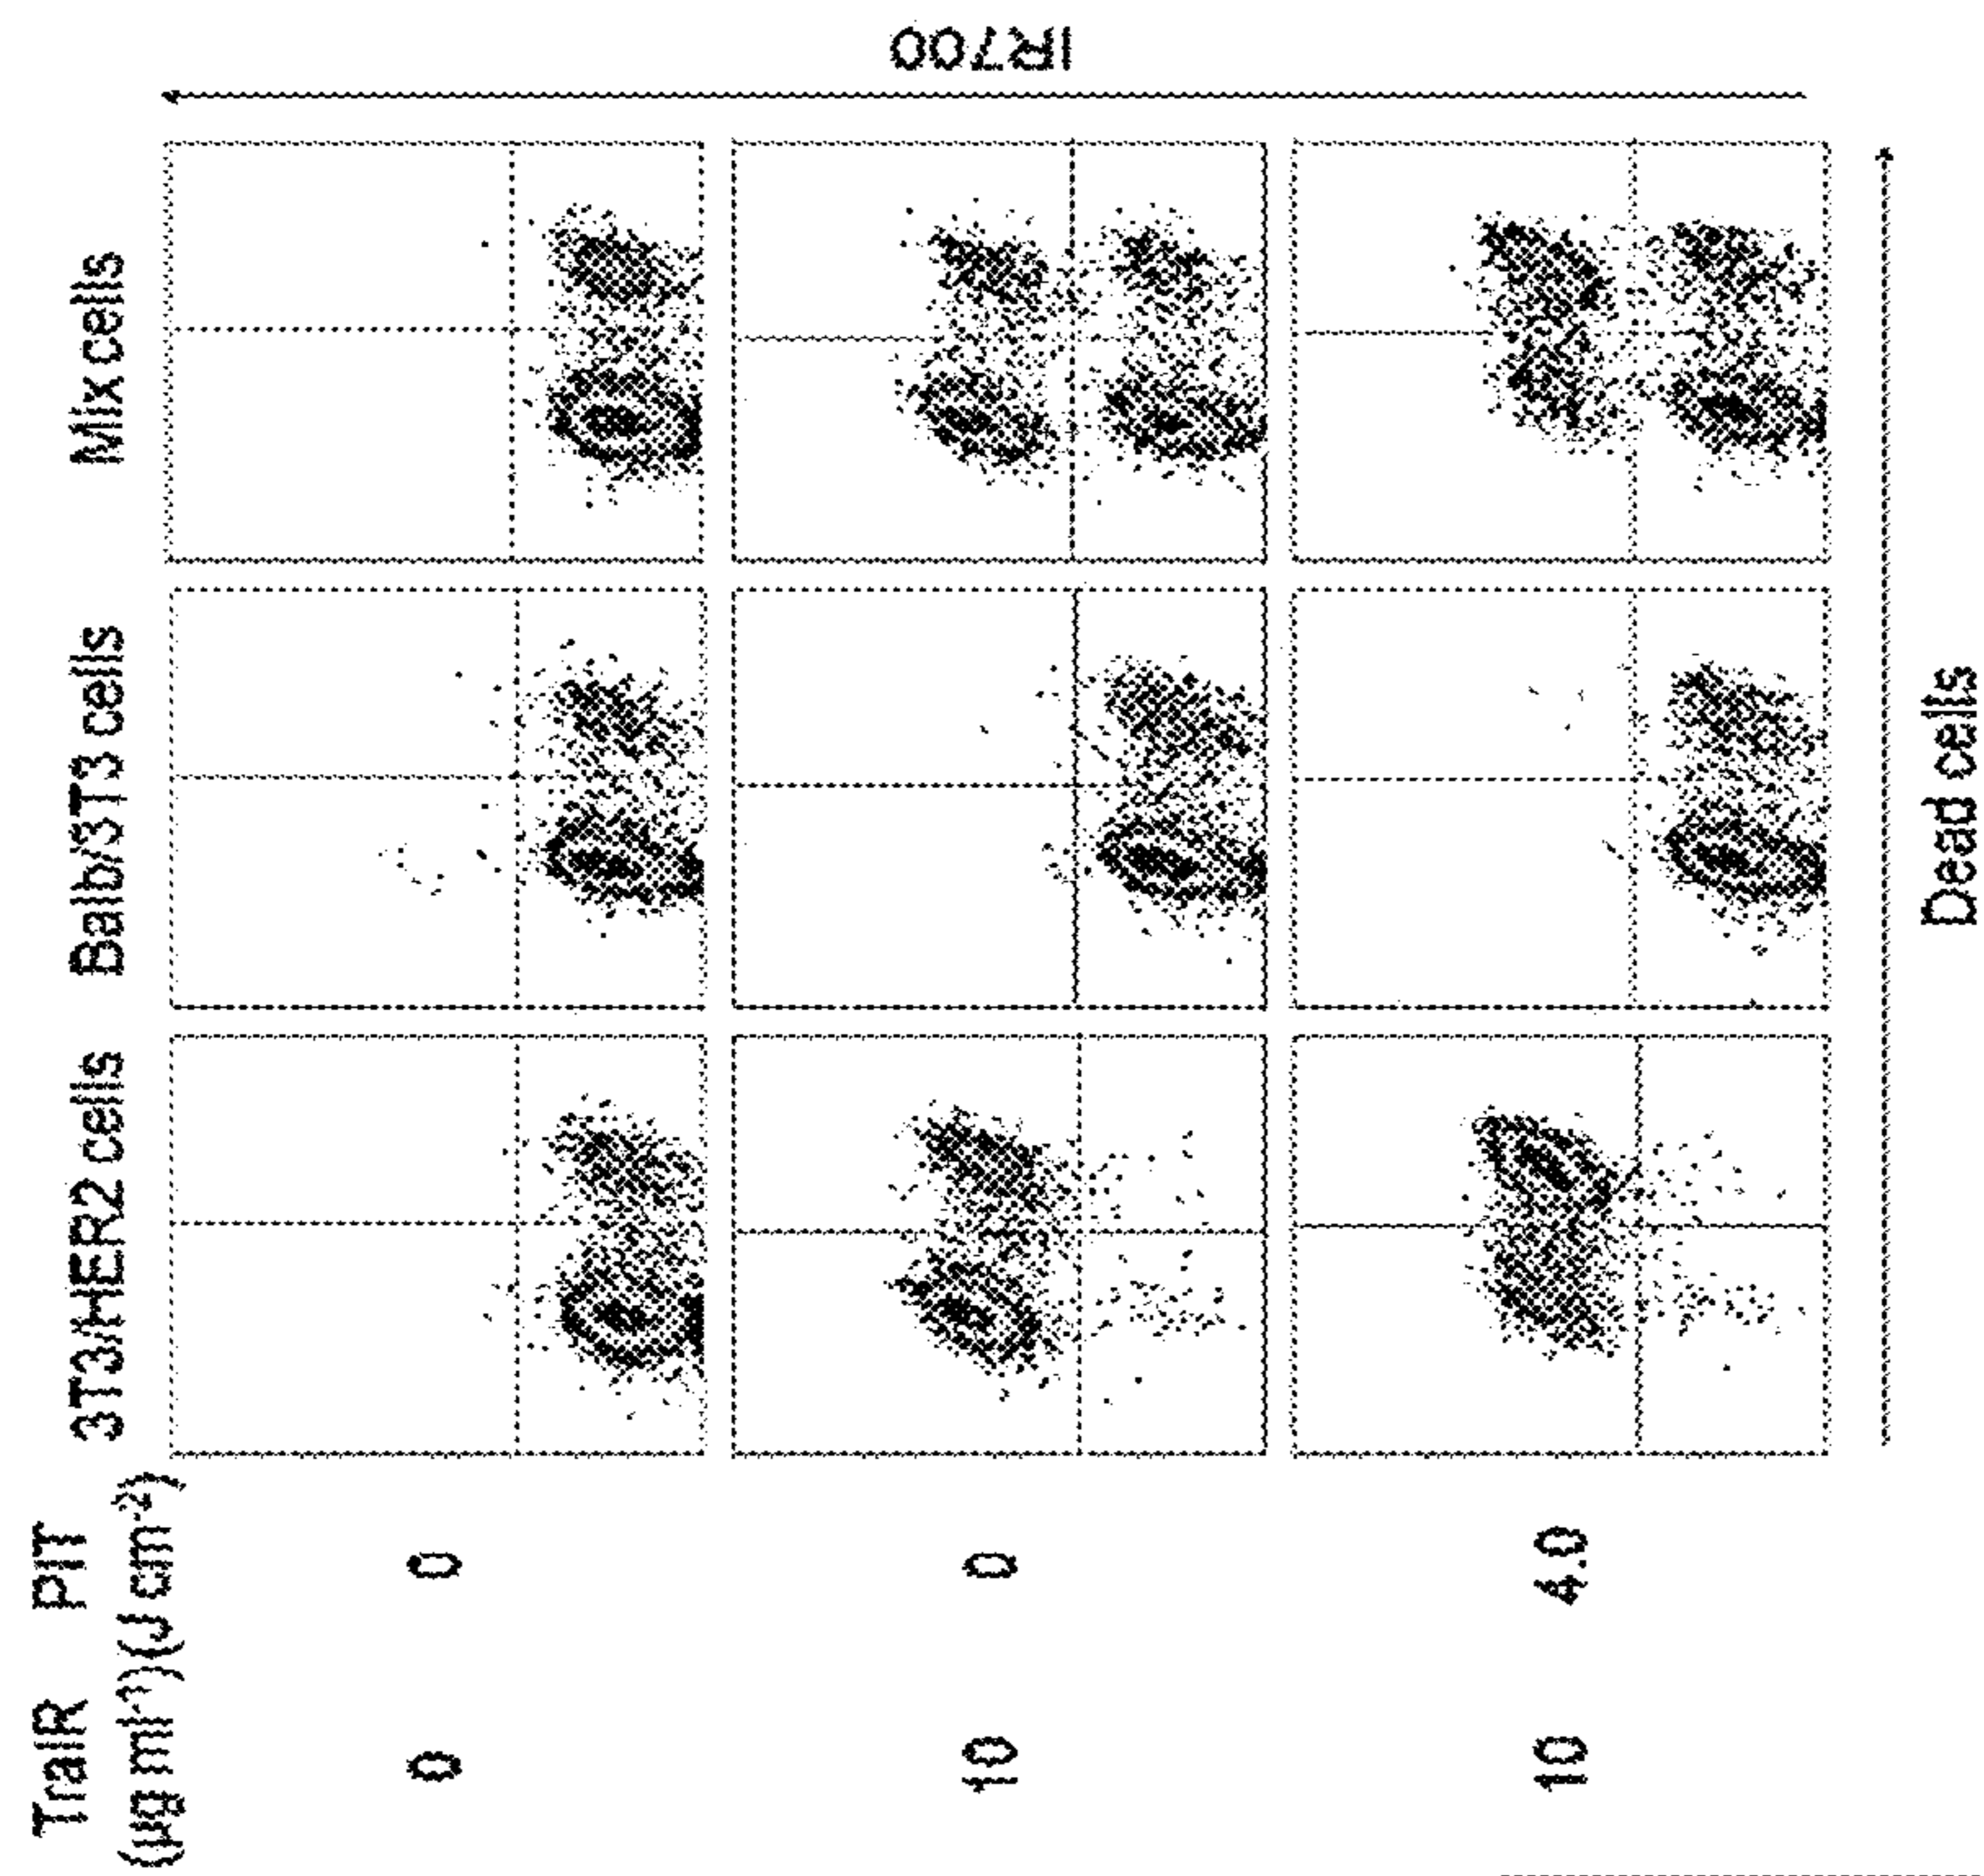 TraIR PIT
(μg ml⁻¹)(J cm⁻²)
3T3/HER2 cells Balb/3T3 cells Mix cells
0 0
10 0
10 4.0
IR700
Dead cells